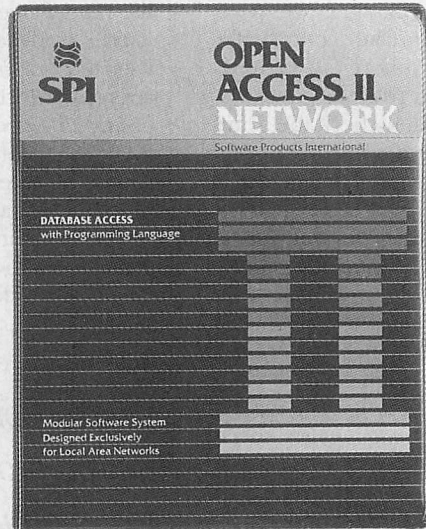 SPI
OPEN
ACCESS II
NETWORK
Software Products International
DATABASE ACCESS
with Programming Language
Modular Software System
Designed Exclusively
for Local Area Networks